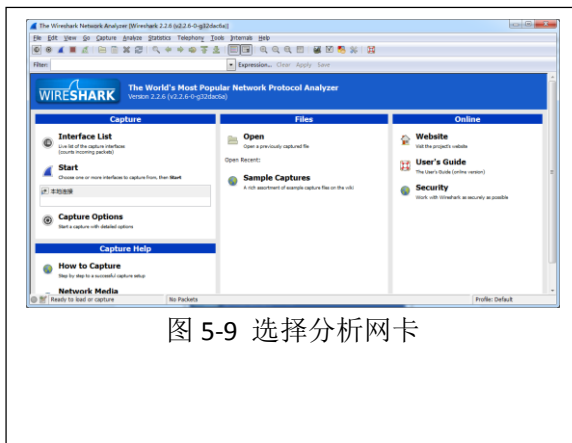 The Wireshark Network Analyzer [Wireshark 2.2.6 (v2.2.6-0-g32dac6a)]
File Edit View Go Capture Analyze Statistics Telephony Tools Internals Help
Filter: Expression... Clear Apply Save
WIRESHARK
The World's Most Popular Network Protocol Analyzer
Version 2.2.6 (v2.2.6-0-g32dac6a)
Capture
Interface List
Live list of the capture interfaces
(counts incoming packets)
Start
Choose one or more interfaces to capture from, then Start
本地连接
Capture Options
Start a capture with detailed options
Capture Help
How to Capture
Step by step to a successful capture setup
Network Media
Files
Open
Open a previously captured file
Open Recent:
Sample Captures
A rich assortment of example capture files on the wiki
Online
Website
Visit the project's website
User's Guide
The User's Guide (online version)
Security
Work with Wireshark as securely as possible
Ready to load or capture No Packets Profile: Default
图 5-9 选择分析网卡